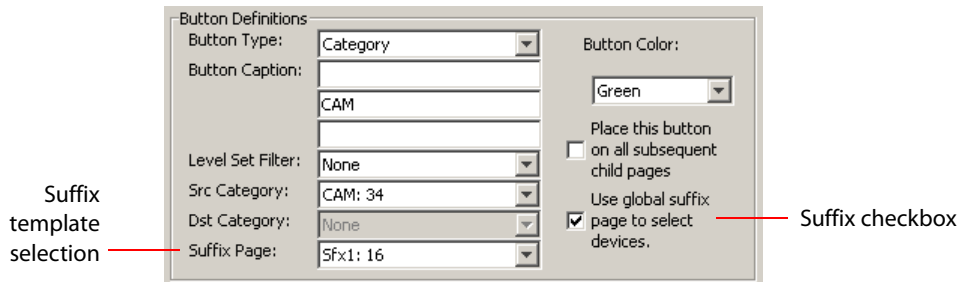 Button Definitions
Button Type:
Category
Button Color:
Button Caption:
Green
CAM
Place this button
on all subsequent
child pages
Level Set Filter:
None
Src Category:
CAM: 34
Use global suffix
page to select
devices.
Dst Category:
None
Suffix Page:
Sfx1: 16
Suffix
template
selection
Suffix checkbox